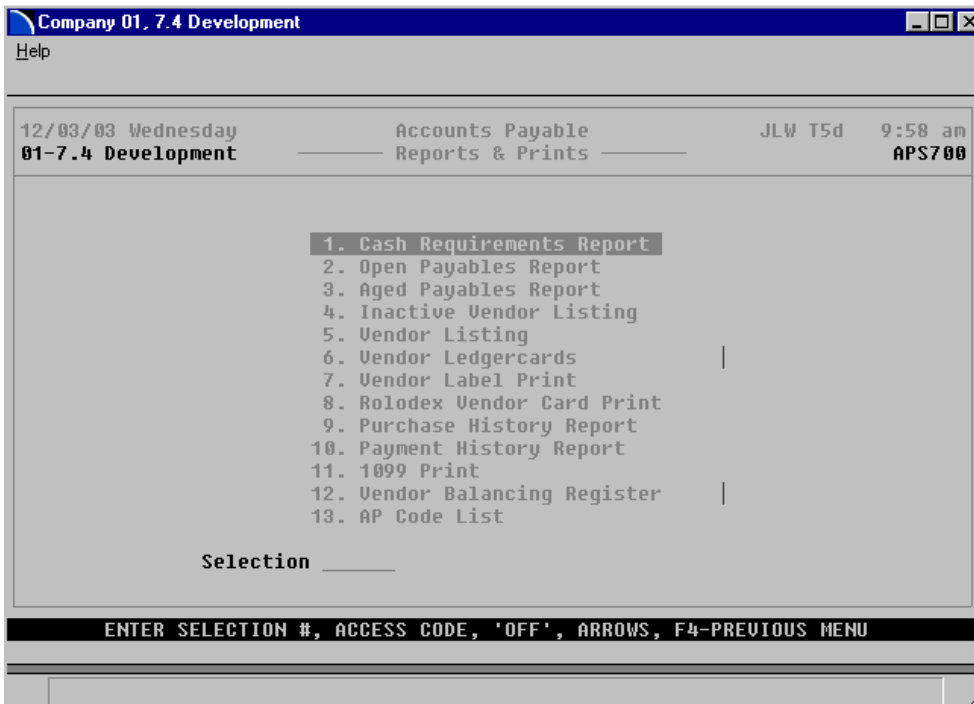 Company 01, 7.4 Development
Help
12/03/03 Wednesday Accounts Payable JLW T5d 9:58 am
01-7.4 Development Reports & Prints APS700
1. Cash Requirements Report
2. Open Payables Report
3. Aged Payables Report
4. Inactive Vendor Listing
5. Vendor Listing
6. Vendor Ledgercards
7. Vendor Label Print
8. Rolodex Vendor Card Print
9. Purchase History Report
10. Payment History Report
11. 1099 Print
12. Vendor Balancing Register
13. AP Code List
Selection ______
ENTER SELECTION #, ACCESS CODE, 'OFF', ARROWS, F4-PREVIOUS MENU